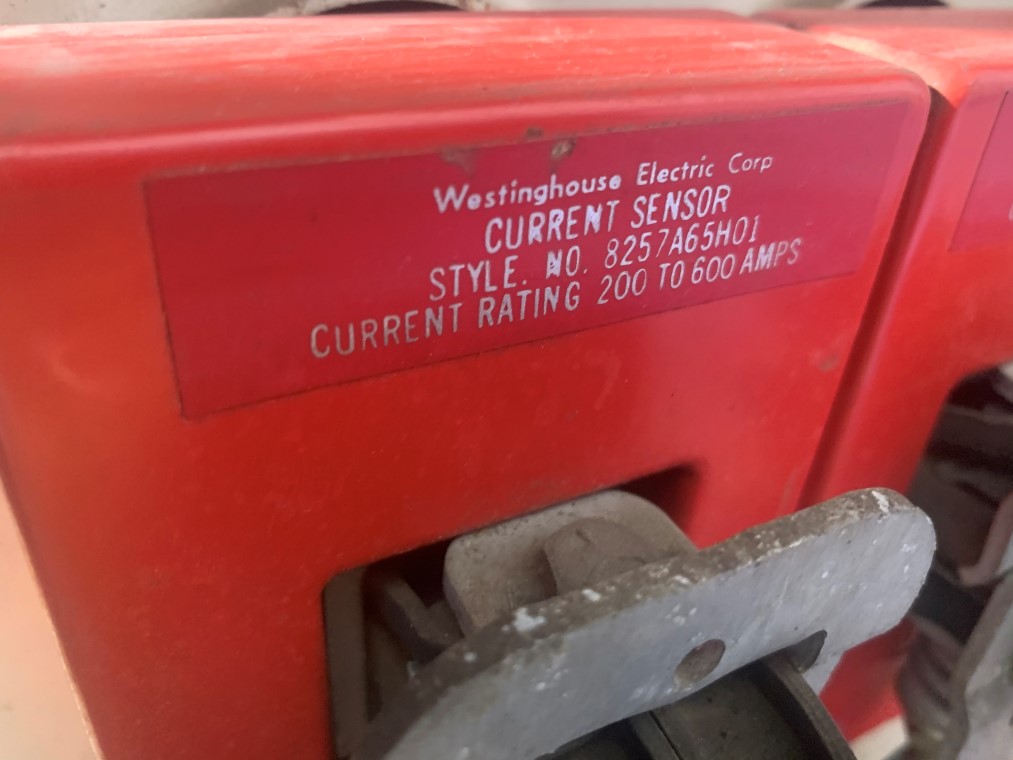 Westinghouse Electric Corp
CURRENT SENSOR
STYLE. NO. 8257A65H01
CURRENT RATING 200 TO 600 AMPS